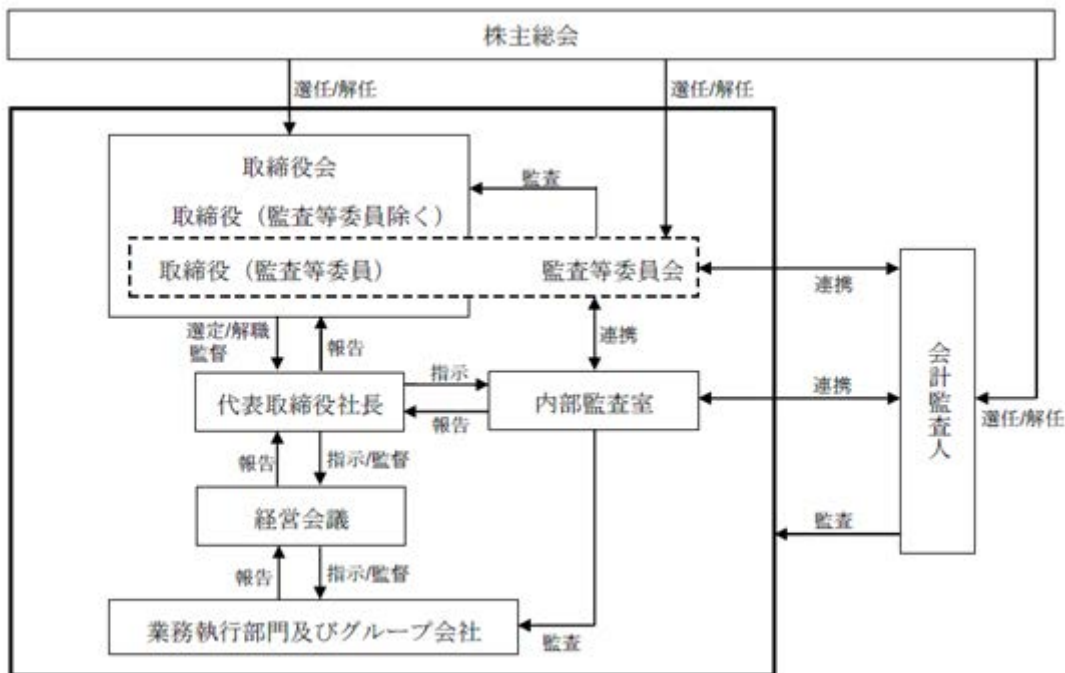 株主総会
選任/解任
選任/解任
取締役会
監査
取締役（監査等委員除く）
取締役（監査等委員）
監査等委員会
連携
選定/解職
監督
報告
連携
指示
代表取締役社長
内部監査室
連携
会計監査人
選任/解任
報告
報告
指示/監督
経営会議
監査
報告
指示/監督
業務執行部門及びグループ会社
監査